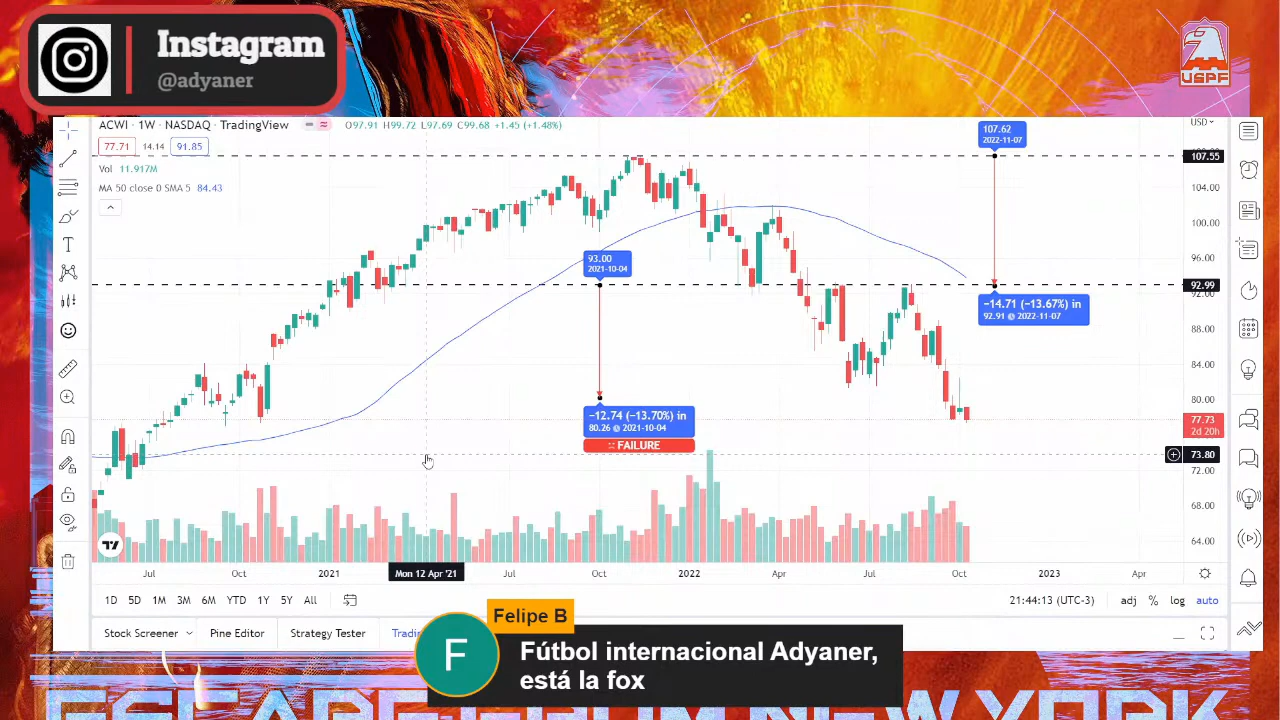 Instagram
@adyaner
USPF
ACWI · 1W · NASDAQ · TradingView
O97.91 H99.72 L97.69 C99.68 +1.45 (+1.48%)
USD
77.71 14.14 91.85
Vol 11.917M
MA 50 close 0 SMA 5 84.43
107.62
2022-11-07
107.55
104.00
100.00
96.00
92.99
92.00
88.00
84.00
80.00
77.73
2d 20h
73.80
72.00
68.00
64.00
93.00
2021-10-04
−14.71 (−13.67%) in
92.91 @ 2022-11-07
−12.74 (−13.70%) in
80.26 @ 2021-10-04
FAILURE
Jul Oct 2021 Mon 12 Apr '21 Jul Oct 2022 Apr Jul Oct 2023 Apr
1D 5D 1M 3M 6M YTD 1Y 5Y All
21:44:13 (UTC-3) adj % log auto
Stock Screener Pine Editor Strategy Tester Tradin
Felipe B
F
Fútbol internacional Adyaner,
está la fox
NEW YORK